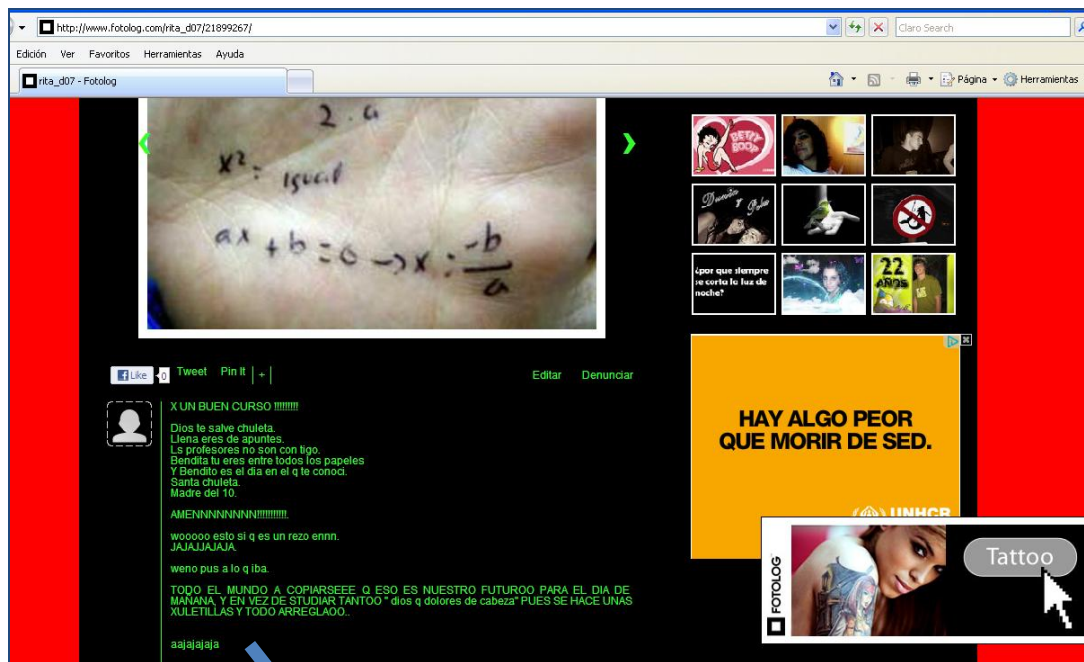 http://www.fotolog.com/rita_d07/21899267/
Claro Search
Edición Ver Favoritos Herramientas Ayuda
rita_d07 - Fotolog
Página Herramientas
2·a
x² = igual
ax + b = 0 -> x = -b/a
BETTY BOOP
¿por que siempre
se corta la luz de
noche?
22
AÑOS
Like 0 Tweet Pin It +
Editar Denunciar
X UN BUEN CURSO !!!!!!!!!!
Dios te salve chuleta.
Llena eres de apuntes.
Ls profesores no son con tigo.
Bendita tu eres entre todos los papeles
Y Bendito es el dia en el q te conoci.
Santa chuleta.
Madre del 10.
AMENNNNNNNN!!!!!!!!!!!!.
wooooo esto si q es un rezo ennn.
JAJAJJAJAJA.
weno pus a lo q iba.
TODO EL MUNDO A COPIARSEEE Q ESO ES NUESTRO FUTUROO PARA EL DIA DE
MAÑANA, Y EN VEZ DE STUDIAR TANTOO " dios q dolores de cabeza" PUES SE HACE UNAS
XULETILLAS Y TODO ARREGLAOO..
aajajajaja
HAY ALGO PEOR
QUE MORIR DE SED.
UNHCR
FOTOLOG
Tattoo